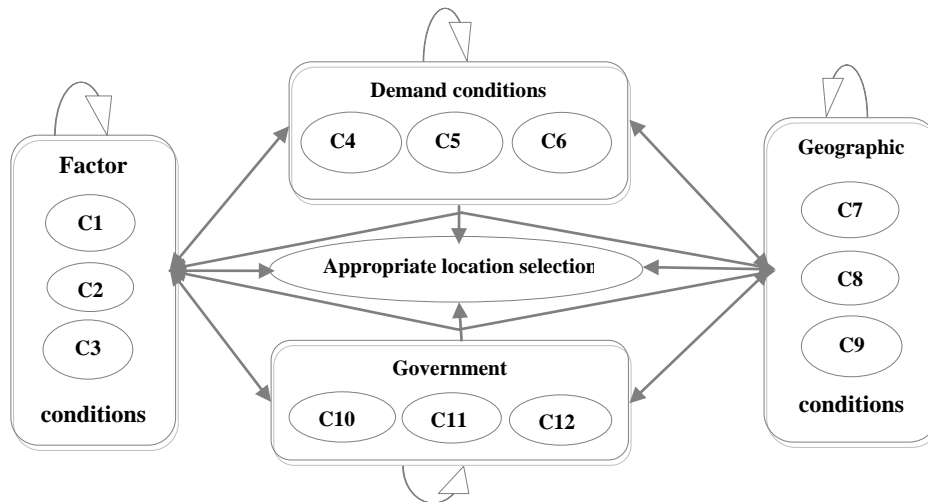 Demand conditions
C4
C5
C6
Factor
C1
C2
C3
conditions
Appropriate location selection
Geographic
C7
C8
C9
conditions
Government
C10
C11
C12